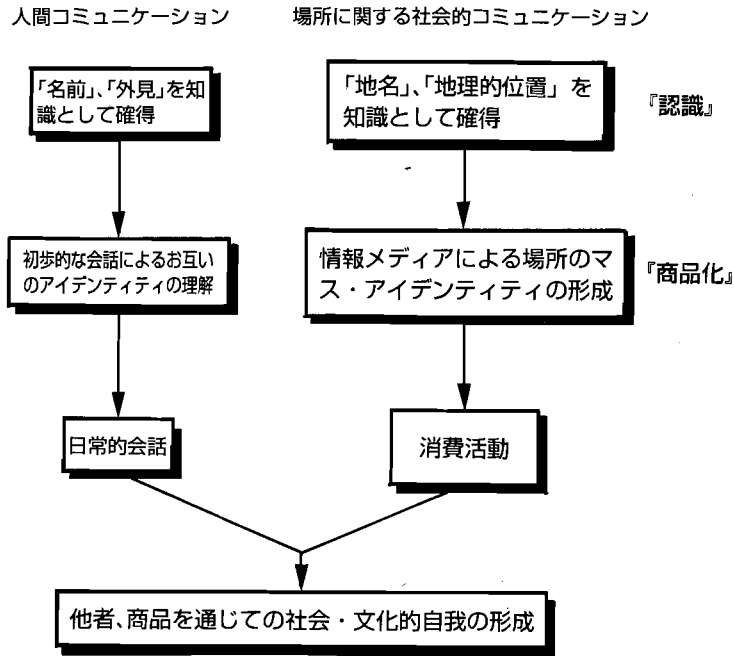 人間コミュニケーション
場所に関する社会的コミュニケーション
「名前」、「外見」を知
識として確得
「地名」、「地理的位置」を
知識として確得
『認識』
初歩的な会話によるお互い
のアイデンティティの理解
情報メディアによる場所のマ
ス・アイデンティティの形成
『商品化』
日常的会話
消費活動
他者、商品を通じての社会・文化的自我の形成